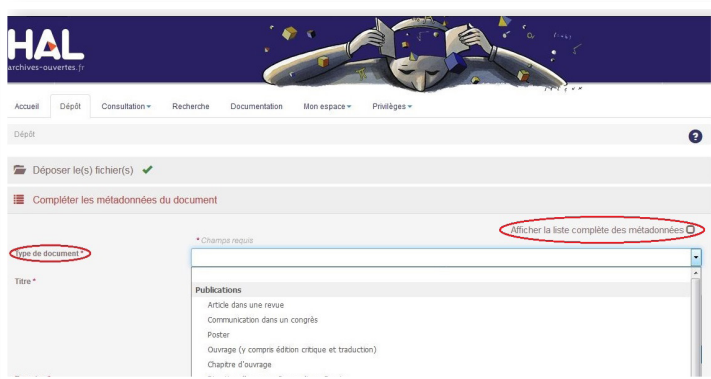 HAL
archives-ouvertes.fr
Accueil Dépôt Consultation Recherche Documentation Mon espace Privilèges
Dépôt
?
Déposer le(s) fichier(s)
Compléter les métadonnées du document
Afficher la liste complète des métadonnées
* Champs requis
Type de document *
Titre *
Publications
Article dans une revue
Communication dans un congrès
Poster
Ouvrage (y compris édition critique et traduction)
Chapitre d'ouvrage